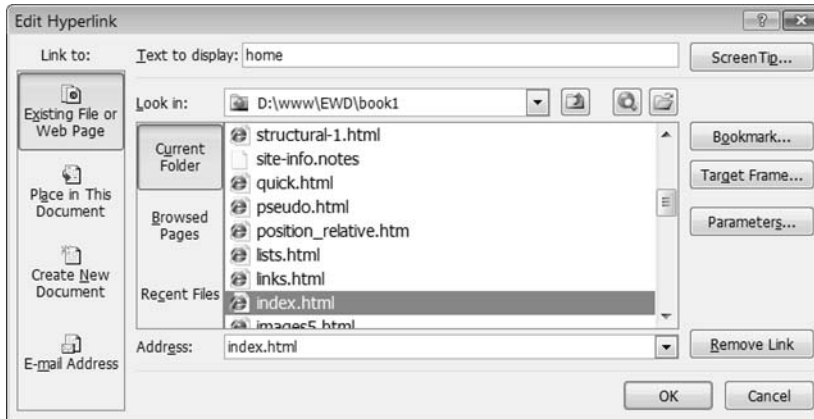 Edit Hyperlink
Link to:
Text to display: home
ScreenTip...
Existing File or
Web Page
Look in: D:\www\EWD\book1
Place in This
Document
Create New
Document
E-mail Address
Current
Folder
Browsed
Pages
Recent Files
structural-1.html
site-info.notes
quick.html
pseudo.html
position_relative.htm
lists.html
links.html
index.html
images5.html
Bookmark...
Target Frame...
Parameters...
Address: index.html
Remove Link
OK
Cancel